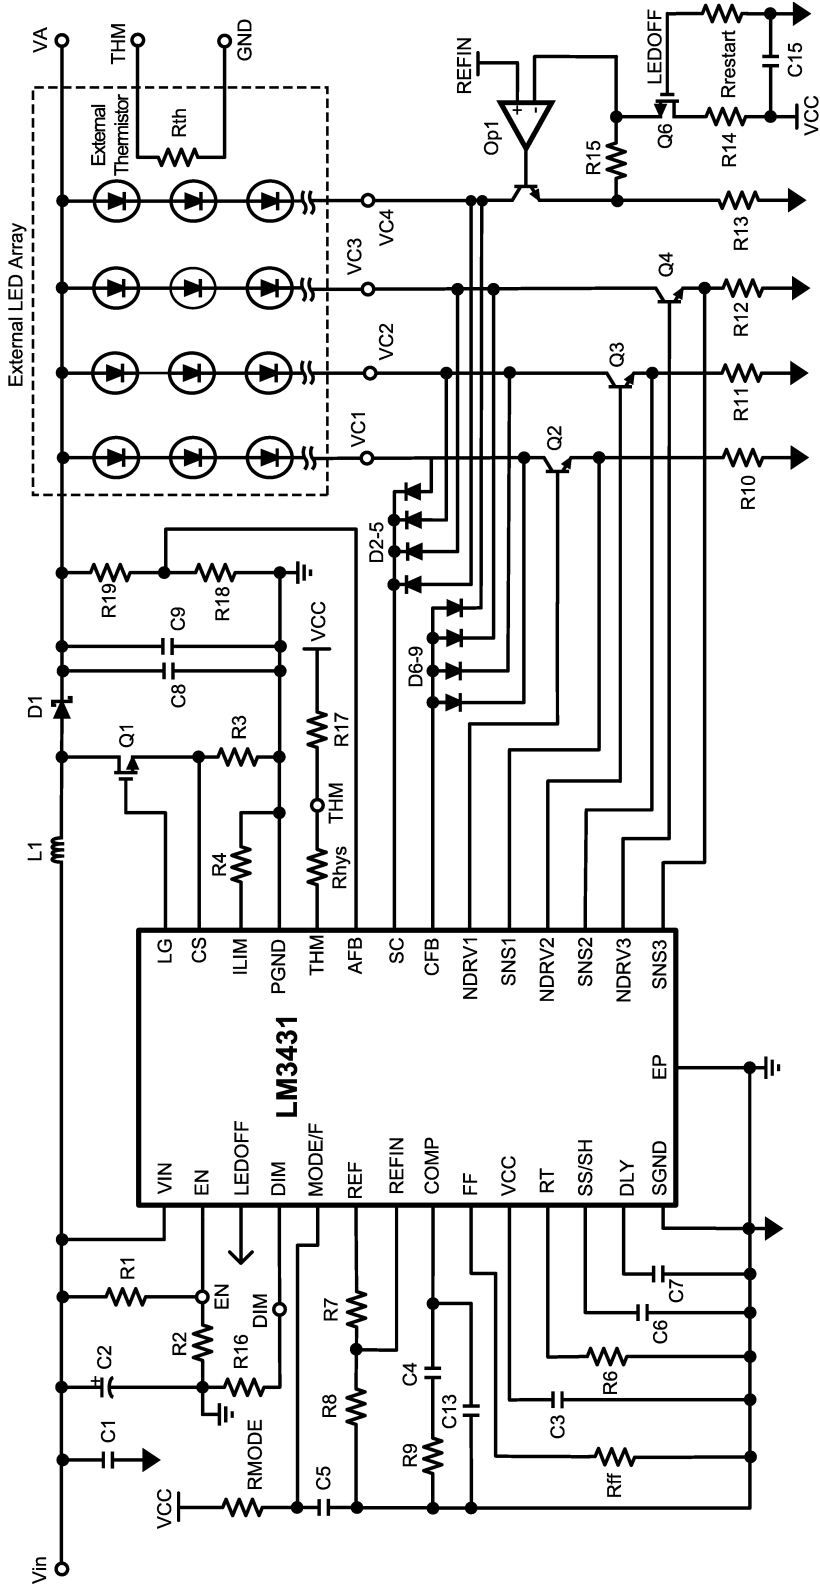 Vin
VCC
C1
RMODE
C5
C2
R2
R16
R1
EN
DIM
R8
R7
R9
C4
C13
Rff
C3
R6
C6
C7
VIN
EN
LEDOFF
DIM
MODE/F
REF
REFIN
COMP
FF
VCC
RT
SS/SH
DLY
SGND
LM3431
EP
LG
CS
ILIM
PGND
THM
AFB
SC
CFB
NDRV1
SNS1
NDRV2
SNS2
NDRV3
SNS3
L1
R4
Rhys
THM
R17
VCC
D1
Q1
R3
C8
C9
R19
R18
D6-9
D2-5
External LED Array
VC1
VC2
VC3
VC4
Q2
Q3
Q4
R10
R11
R12
R13
External
Thermistor
Rth
VA
THM
GND
REFIN
+
-
Op1
R15
LEDOFF
Q6
Rrestart
R14
C15
VCC
+